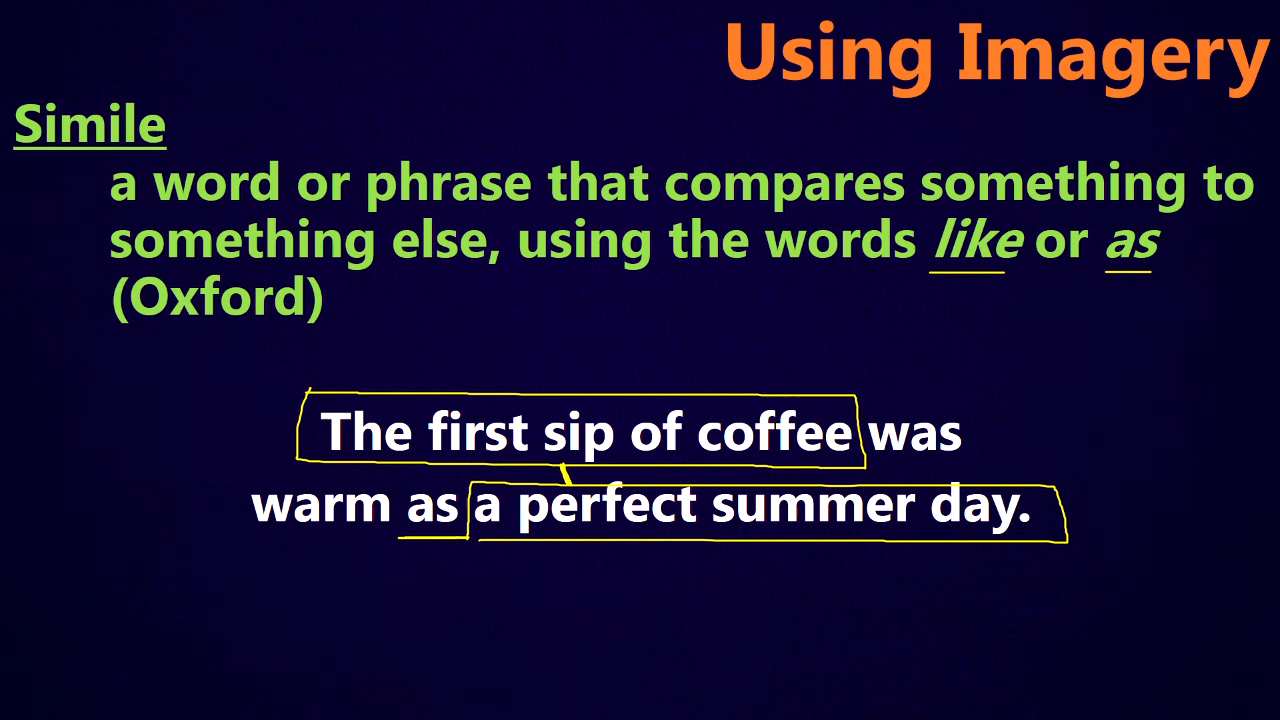 Using Imagery
Simile
a word or phrase that compares something to
something else, using the words like or as
(Oxford)
The first sip of coffee was
warm as a perfect summer day.